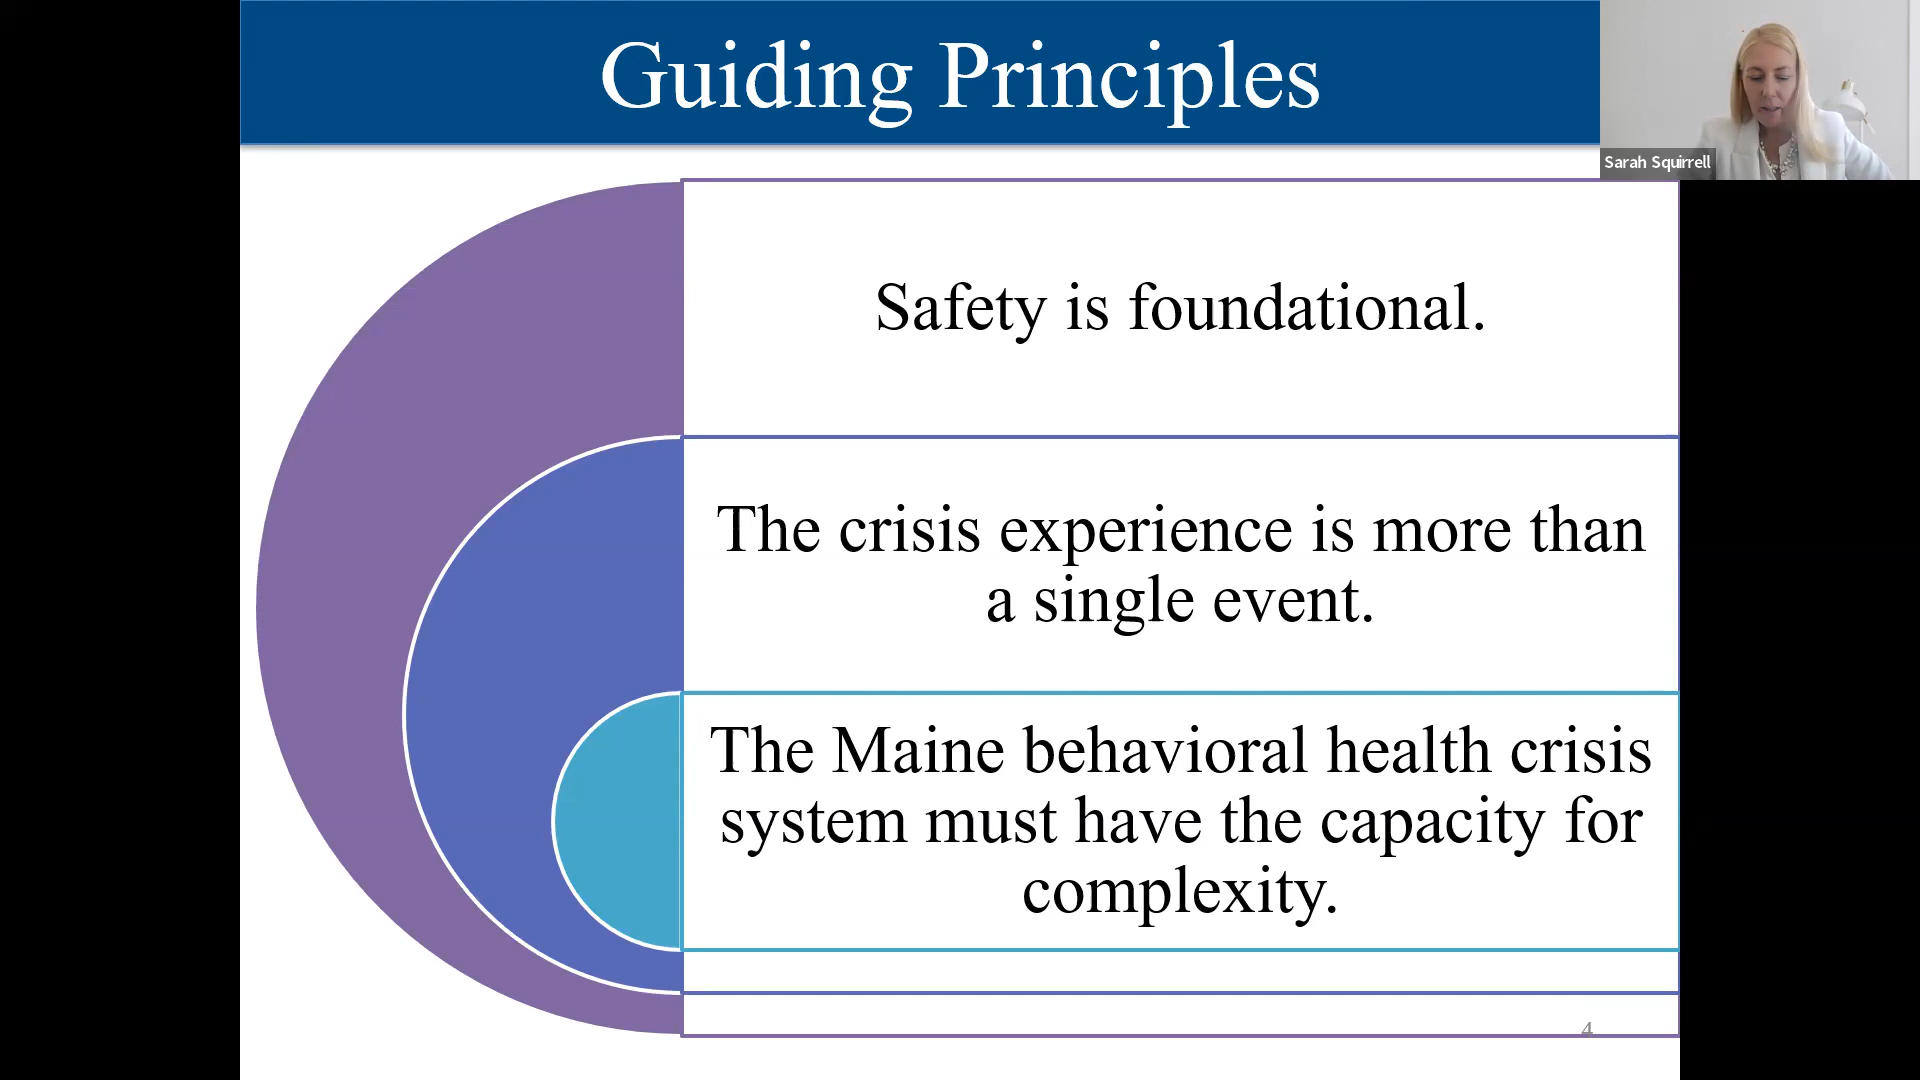 Guiding Principles
Sarah Squirrell
Safety is foundational.
The crisis experience is more than
a single event.
The Maine behavioral health crisis
system must have the capacity for
complexity.
4